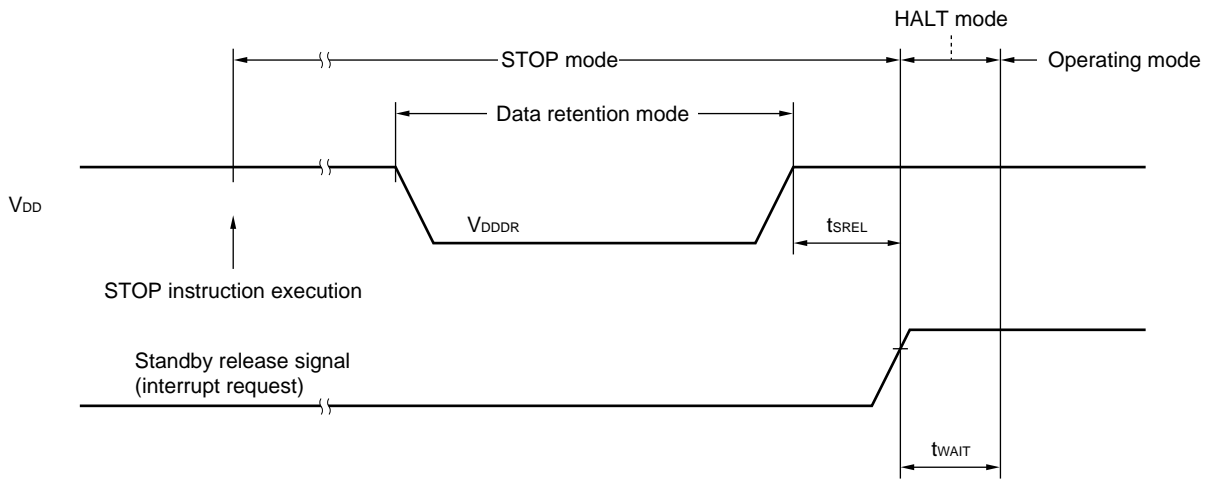 HALT mode
STOP mode
Operating mode
Data retention mode
VDD
VDDDR
tSREL
STOP instruction execution
Standby release signal
(interrupt request)
tWAIT